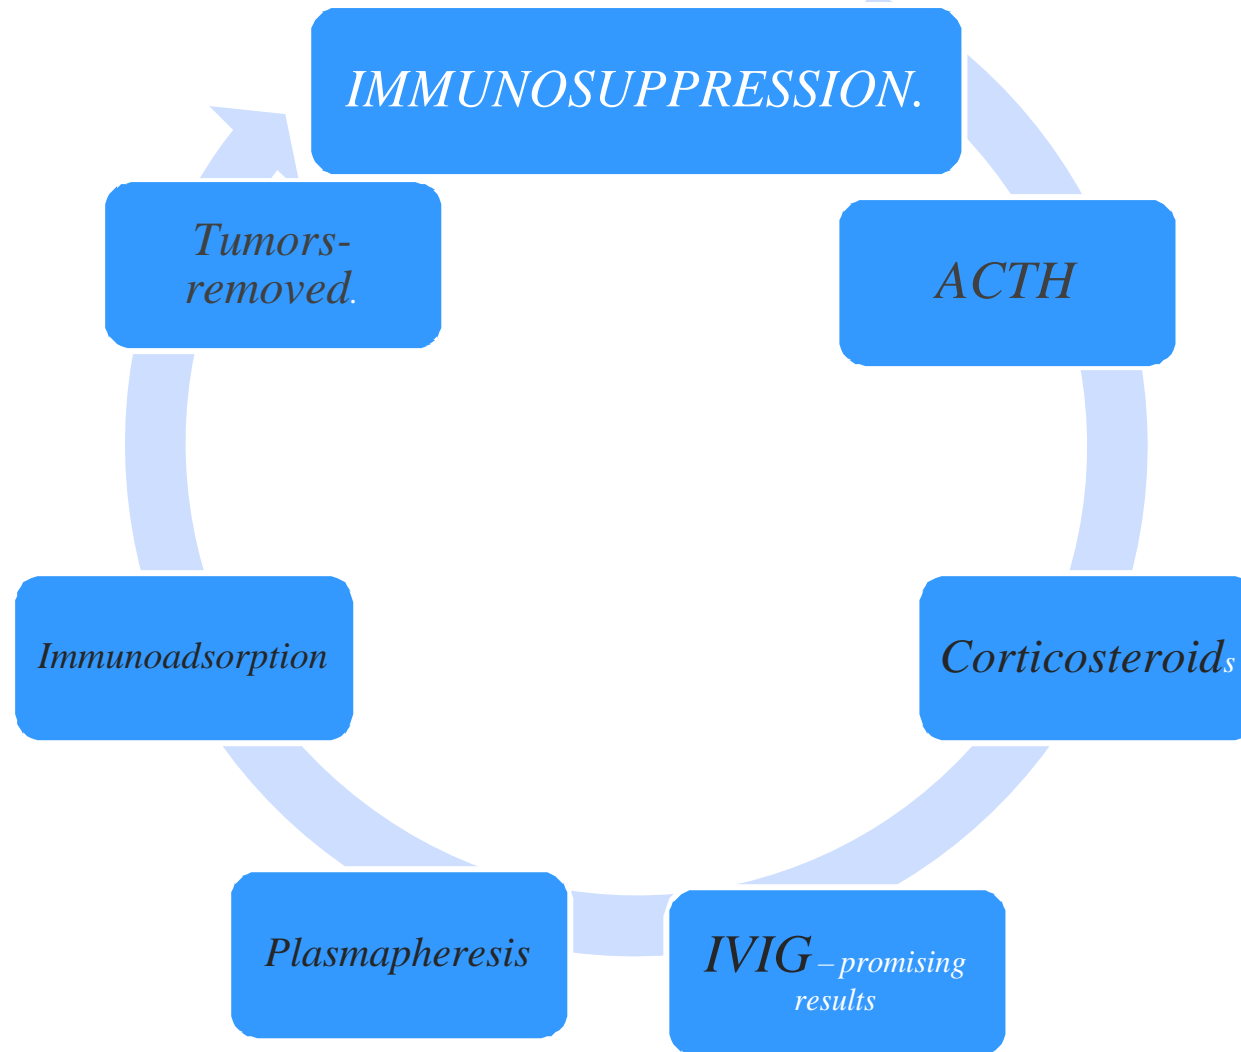 IMMUNOSUPPRESSION.
ACTH
Corticosteroids
IVIG – promising
results
Plasmapheresis
Immunoadsorption
Tumors-
removed.